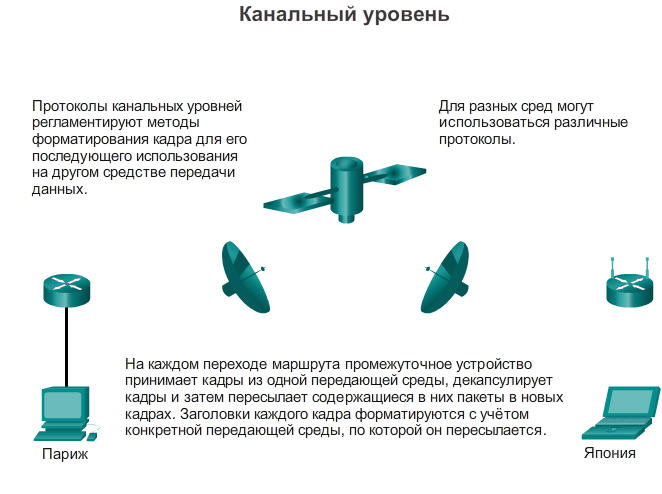 Канальный уровень
Протоколы канальных уровней
регламентируют методы
форматирования кадра для его
последующего использования
на другом средстве передачи
данных.
Для разных сред могут
использоваться различные
протоколы.
На каждом переходе маршрута промежуточное устройство
принимает кадры из одной передающей среды, декапсулирует
кадры и затем пересылает содержащиеся в них пакеты в новых
кадрах. Заголовки каждого кадра форматируются с учётом
конкретной передающей среды, по которой он пересылается.
Париж
Япония